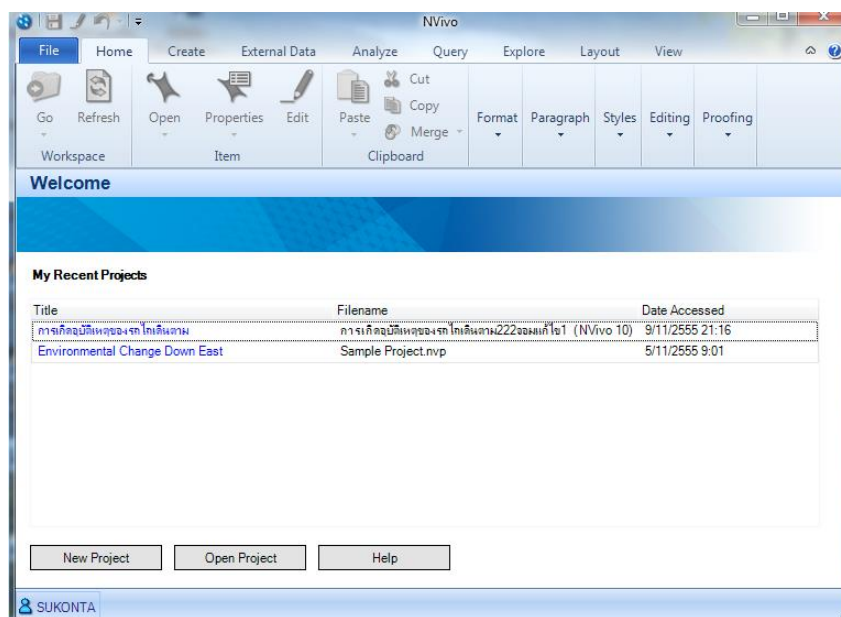 NVivo
File Home Create External Data Analyze Query Explore Layout View
Go Refresh Open Properties Edit Paste Cut Copy Merge Format Paragraph Styles Editing Proofing
Workspace Item Clipboard
Welcome
My Recent Projects
Title Filename Date Accessed
การเกิดอุบัติเหตุของรถไถเดินตาม การเกิดอุบัติเหตุของรถไถเดินตาม222จอมแก้ไข1 (NVivo 10) 9/11/2555 21:16
Environmental Change Down East Sample Project.nvp 5/11/2555 9:01
New Project Open Project Help
SUKONTA